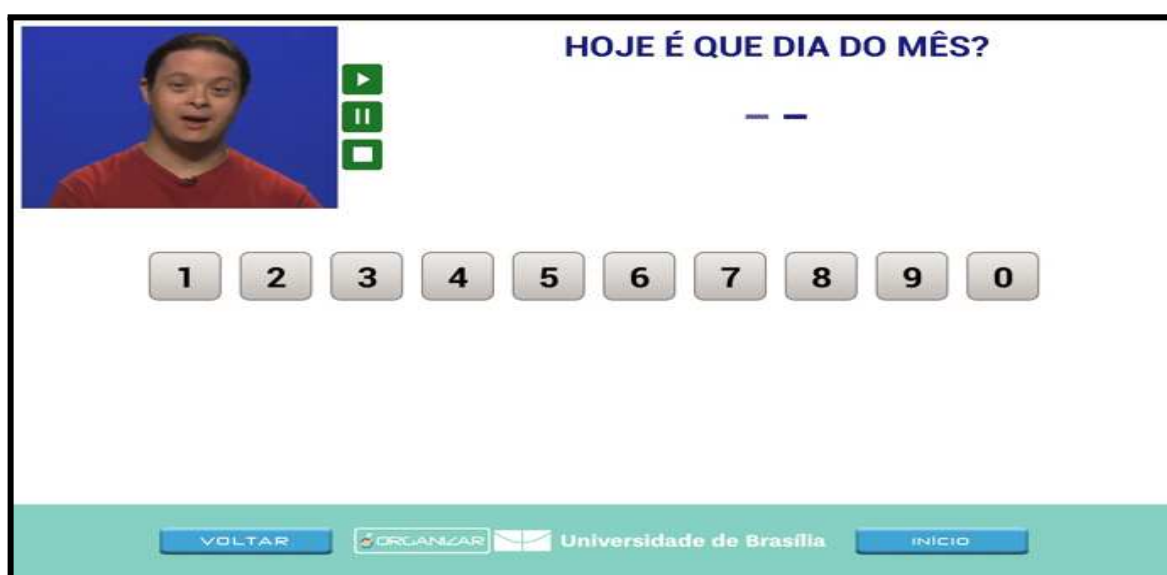 HOJE É QUE DIA DO MÊS?
1 2 3 4 5 6 7 8 9 0
VOLTAR ORGANIZAR Universidade de Brasília INÍCIO